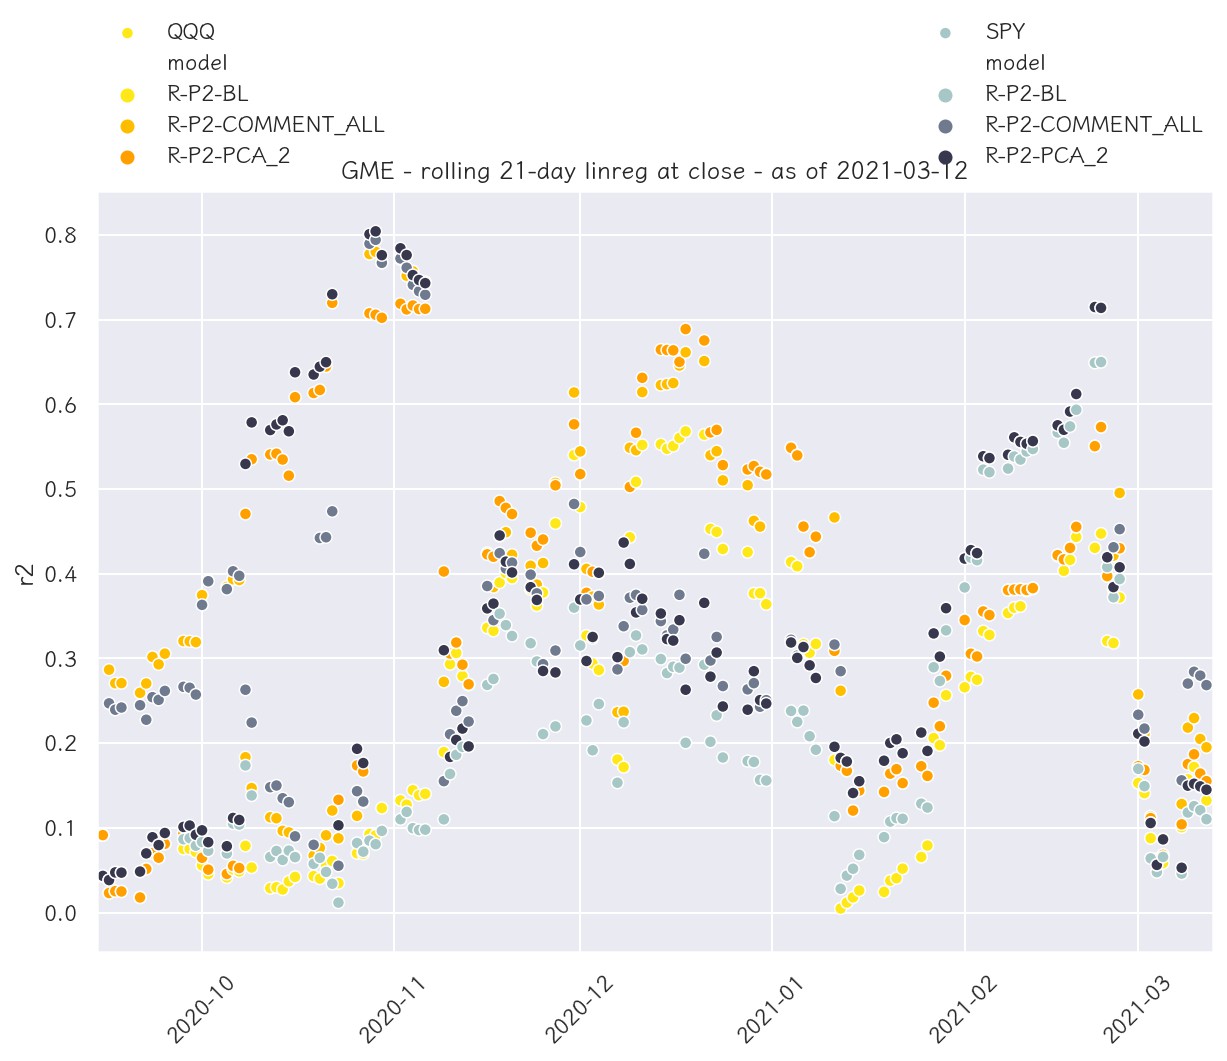 QQQ
model
R-P2-BL
R-P2-COMMENT_ALL
R-P2-PCA_2
SPY
model
R-P2-BL
R-P2-COMMENT_ALL
R-P2-PCA_2
GME - rolling 21-day linreg at close - as of 2021-03-12
r2
0.8
0.7
0.6
0.5
0.4
0.3
0.2
0.1
0.0
2020-10
2020-11
2020-12
2021-01
2021-02
2021-03